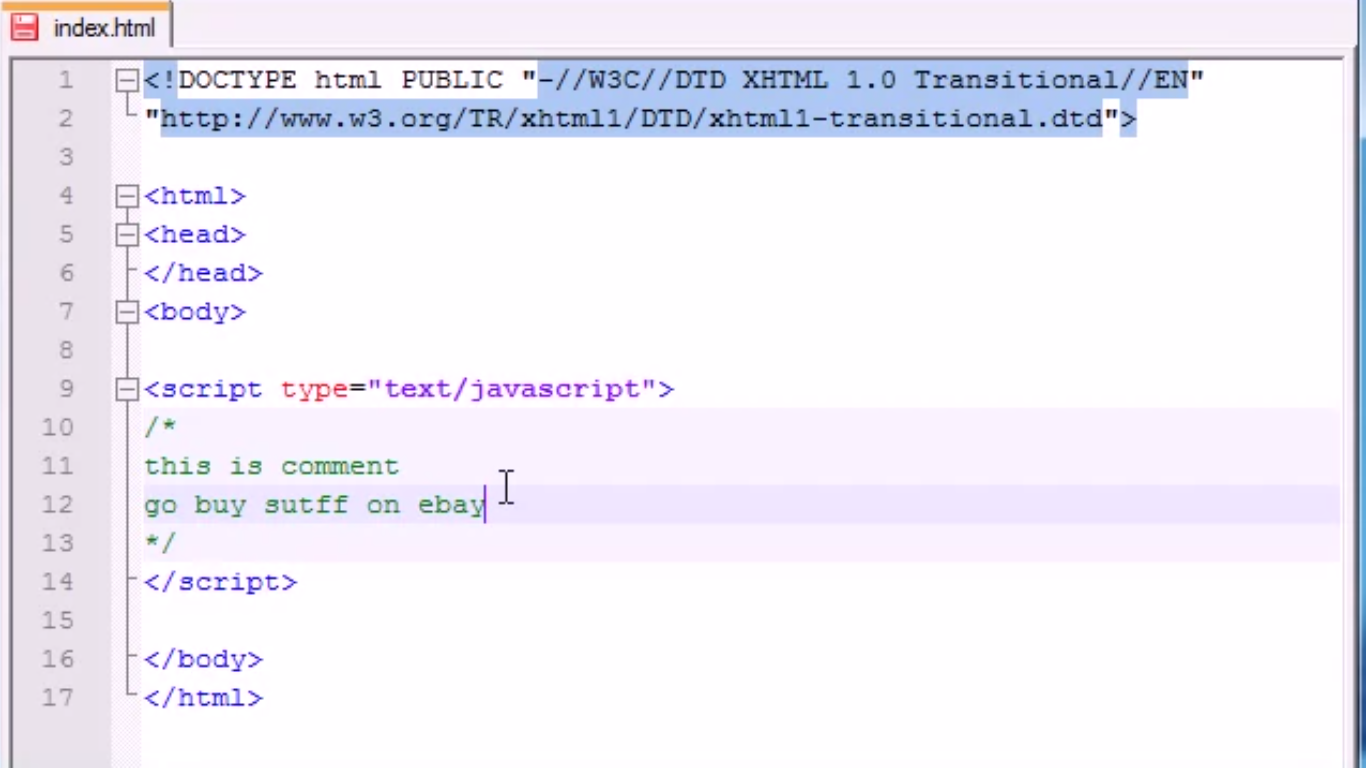 index.html
1 <!DOCTYPE html PUBLIC "-//W3C//DTD XHTML 1.0 Transitional//EN"
2 "http://www.w3.org/TR/xhtml1/DTD/xhtml1-transitional.dtd">
3
4 <html>
5 <head>
6 </head>
7 <body>
8
9 <script type="text/javascript">
10 /*
11 this is comment
12 go buy sutff on ebay
13 */
14 </script>
15
16 </body>
17 </html>